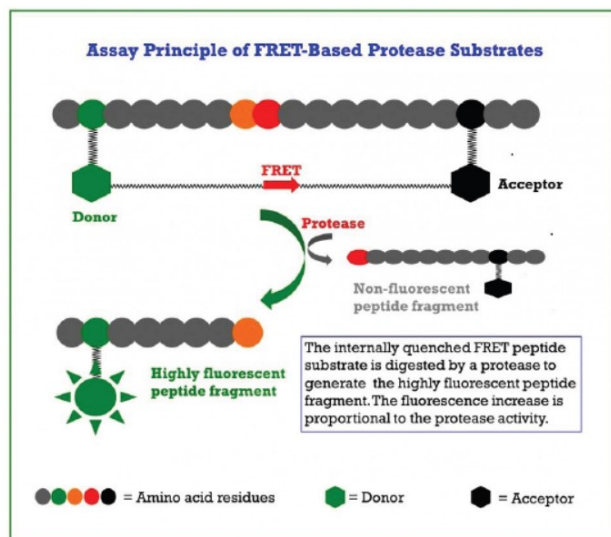 Assay Principle of FRET-Based Protease Substrates
FRET
Donor
Acceptor
Protease
Non-fluorescent
peptide fragment
Highly fluorescent
peptide fragment
The internally quenched FRET peptide
substrate is digested by a protease to
generate the highly fluorescent peptide
fragment. The fluorescence increase is
proportional to the protease activity.
= Amino acid residues = Donor = Acceptor